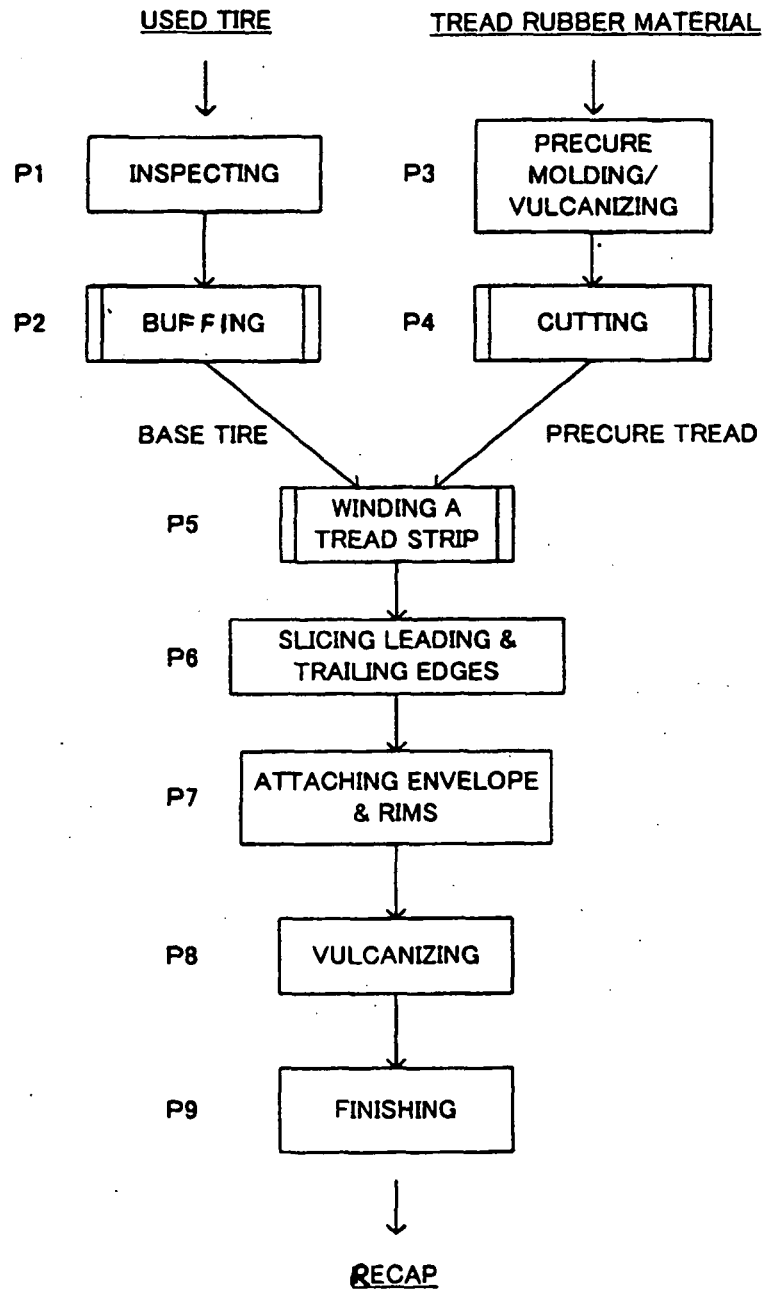 USED TIRE
TREAD RUBBER MATERIAL
P1
INSPECTING
P3
PRECURE
MOLDING/
VULCANIZING
P2
BUFFING
P4
CUTTING
BASE TIRE
PRECURE TREAD
P5
WINDING A
TREAD STRIP
P6
SLICING LEADING &
TRAILING EDGES
P7
ATTACHING ENVELOPE
& RIMS
P8
VULCANIZING
P9
FINISHING
RECAP